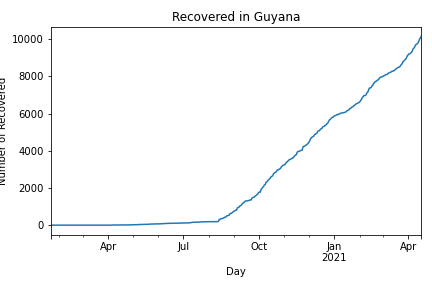 Recovered in Guyana
Number of Recovered
10000
8000
6000
4000
2000
0
Apr
Jul
Oct
Jan
2021
Apr
Day